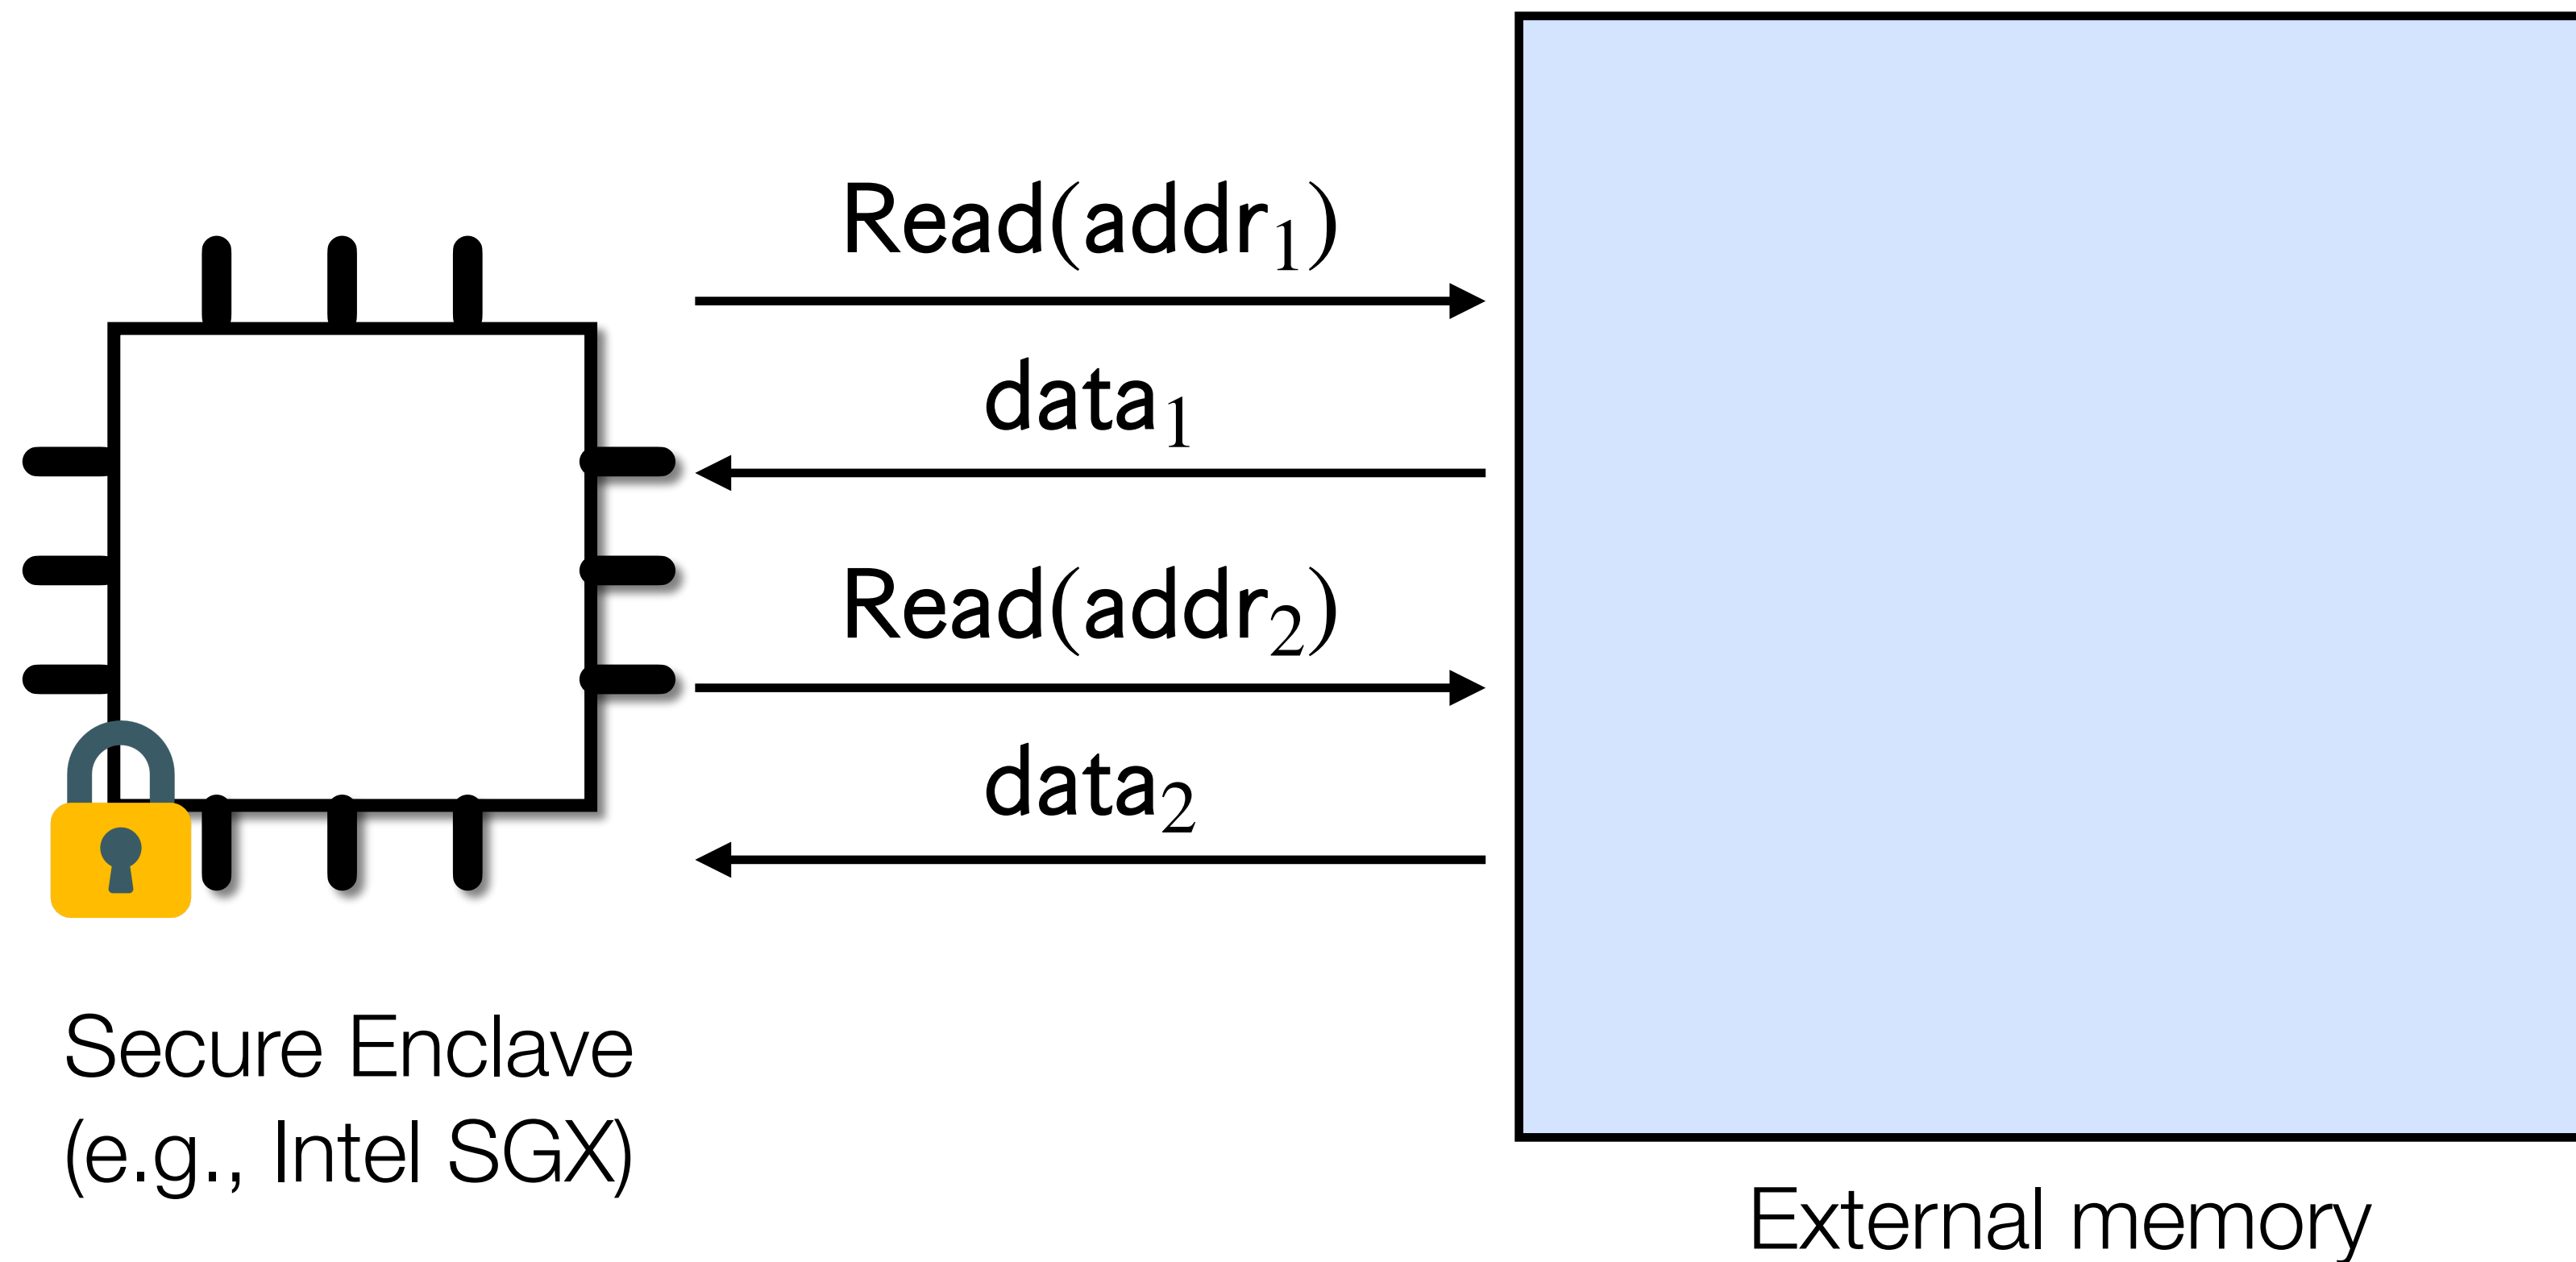 Read(addr₁)
data₁
Read(addr₂)
data₂
Secure Enclave
(e.g., Intel SGX)
External memory